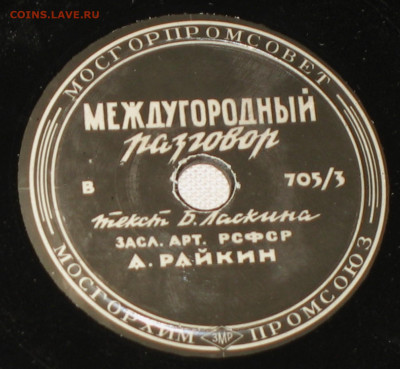 COINS.LAVE.RU
МОСГОРПРОМСОВЕТ
МЕЖДУГОРОДНЫЙ
разговор
В 705/3
текст Б. Ласкина
ЗАСЛ. АРТ. РСФСР
А. РАЙКИН
МОСГОРХИМ ЗМР ПРОМСОЮЗ